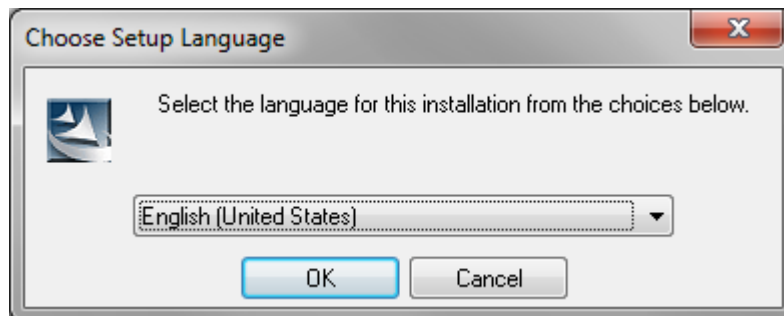 Choose Setup Language
Select the language for this installation from the choices below.
English (United States)
OK
Cancel